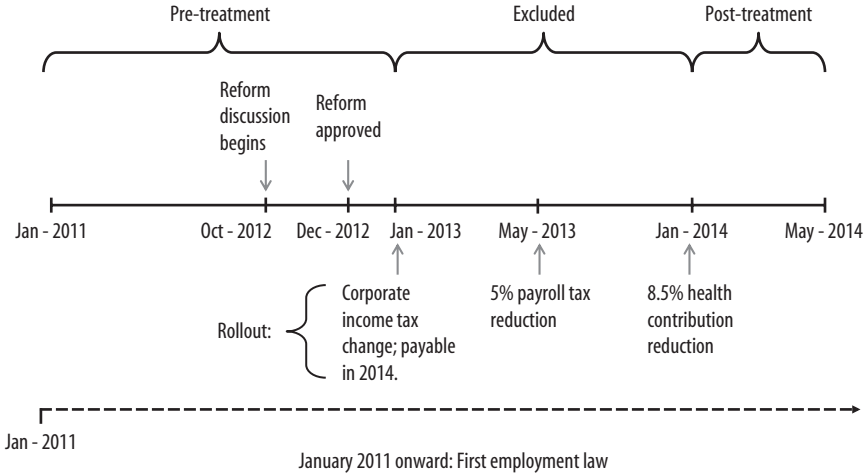 Pre-treatment
Excluded
Post-treatment
Reform
discussion
begins
Reform
approved
Jan - 2011
Oct - 2012
Dec - 2012
Jan - 2013
May - 2013
Jan - 2014
May - 2014
Rollout:
Corporate
income tax
change; payable
in 2014.
5% payroll tax
reduction
8.5% health
contribution
reduction
Jan - 2011
January 2011 onward: First employment law